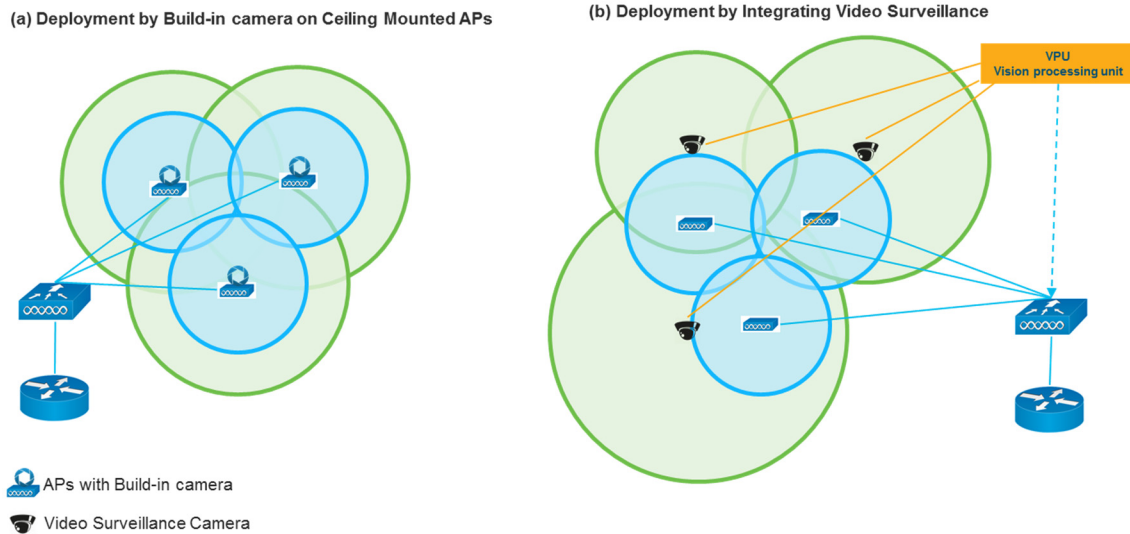 (a) Deployment by Build-in camera on Ceiling Mounted APs
(b) Deployment by Integrating Video Surveillance
VPU
Vision processing unit
APs with Build-in camera
Video Surveillance Camera